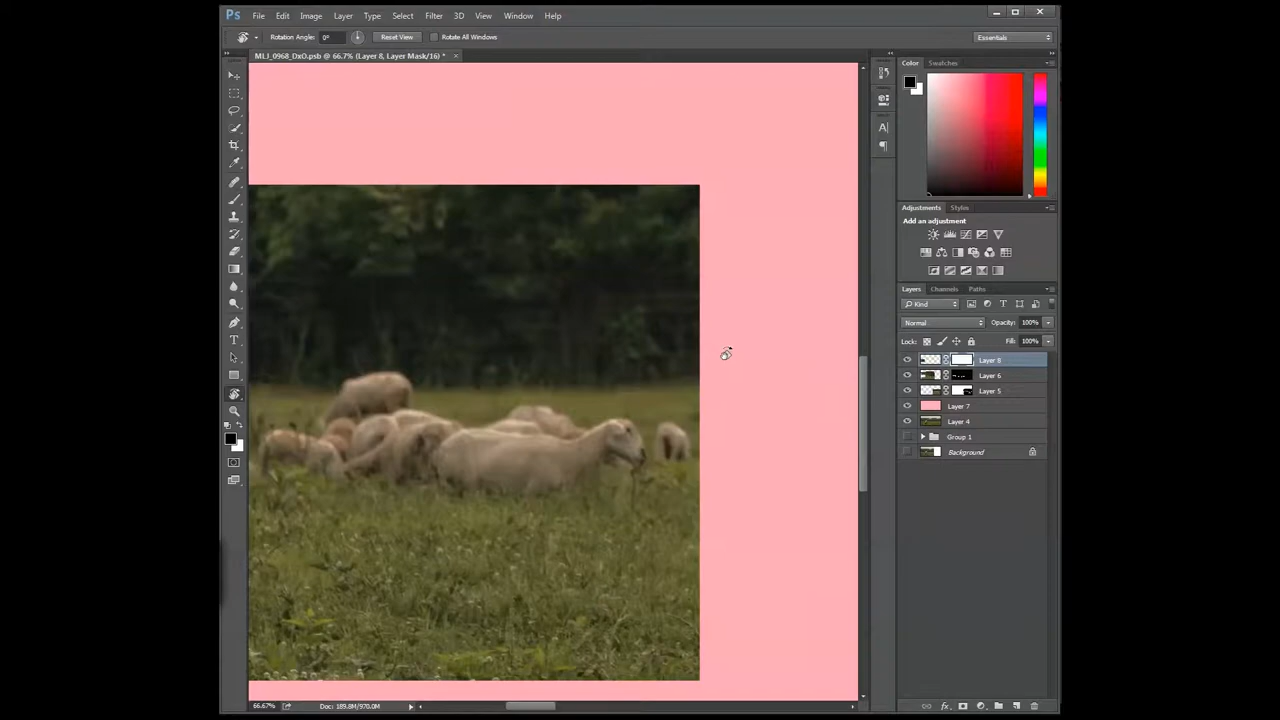 Ps File Edit Image Layer Type Select Filter 3D View Window Help
Rotation Angle: 0° Reset View Rotate All Windows Essentials
MLI_0968_DxO.psb @ 66.7% (Layer 8, Layer Mask/16) *
Color Swatches
Adjustments Styles
Add an adjustment
Layers Channels Paths
Kind
Normal Opacity: 100%
Lock: Fill: 100%
Layer 8
Layer 6
Layer 5
Layer 7
Layer 4
Group 1
Background
66.67% Doc: 189.8M/970.0M